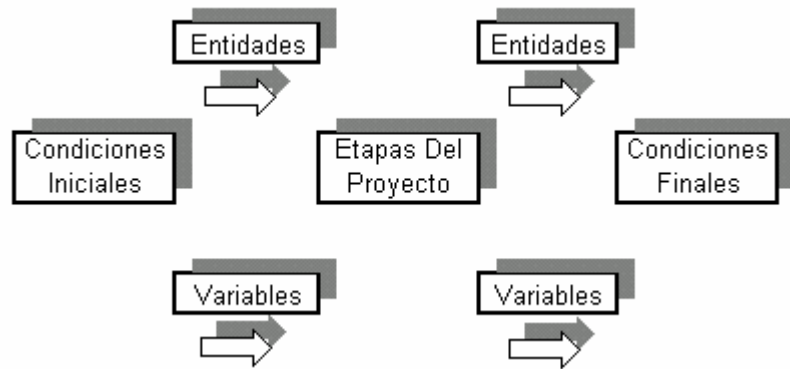 Entidades
Entidades
Condiciones
Iniciales
Etapas Del
Proyecto
Condiciones
Finales
Variables
Variables